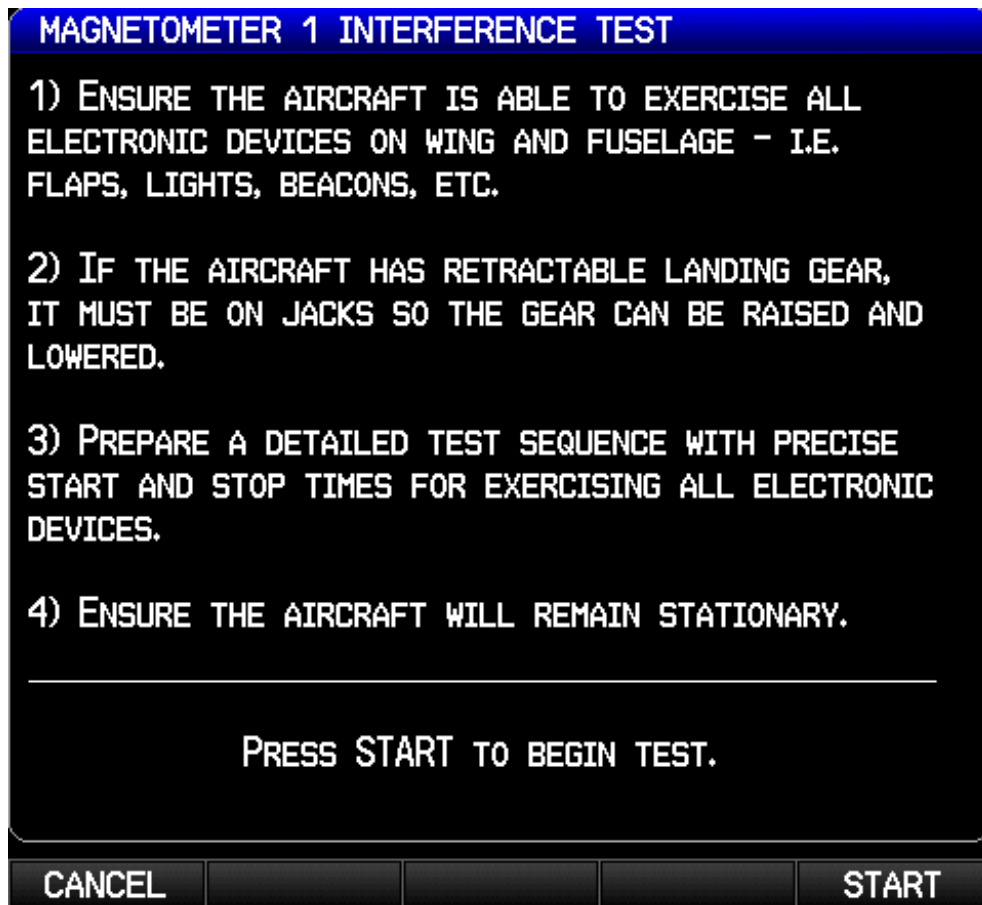 MAGNETOMETER 1 INTERFERENCE TEST
1) ENSURE THE AIRCRAFT IS ABLE TO EXERCISE ALL
ELECTRONIC DEVICES ON WING AND FUSELAGE – I.E.
FLAPS, LIGHTS, BEACONS, ETC.
2) IF THE AIRCRAFT HAS RETRACTABLE LANDING GEAR,
IT MUST BE ON JACKS SO THE GEAR CAN BE RAISED AND
LOWERED.
3) PREPARE A DETAILED TEST SEQUENCE WITH PRECISE
START AND STOP TIMES FOR EXERCISING ALL ELECTRONIC
DEVICES.
4) ENSURE THE AIRCRAFT WILL REMAIN STATIONARY.
PRESS START TO BEGIN TEST.
CANCEL START